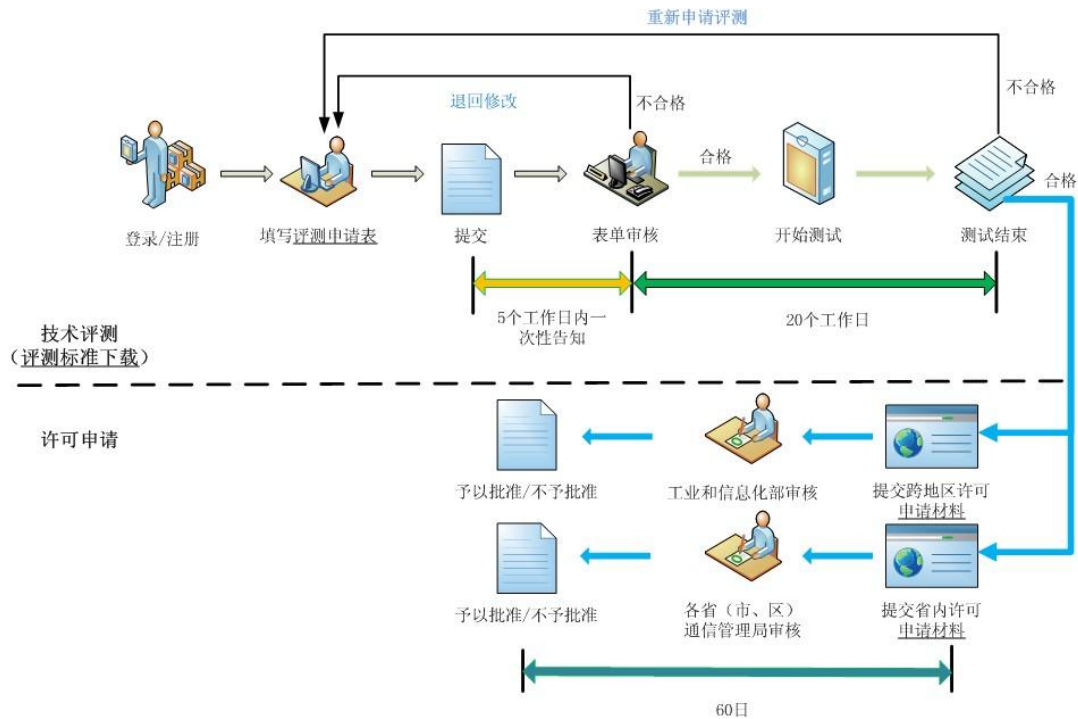 重新申请评测
不合格
退回修改
不合格
合格
合格
登录/注册
填写评测申请表
提交
表单审核
开始测试
测试结束
5个工作日内一
次性告知
20个工作日
技术评测
（评测标准下载）
许可申请
予以批准/不予批准
工业和信息化部审核
提交跨地区许可
申请材料
予以批准/不予批准
各省（市、区）
通信管理局审核
提交省内许可
申请材料
60日